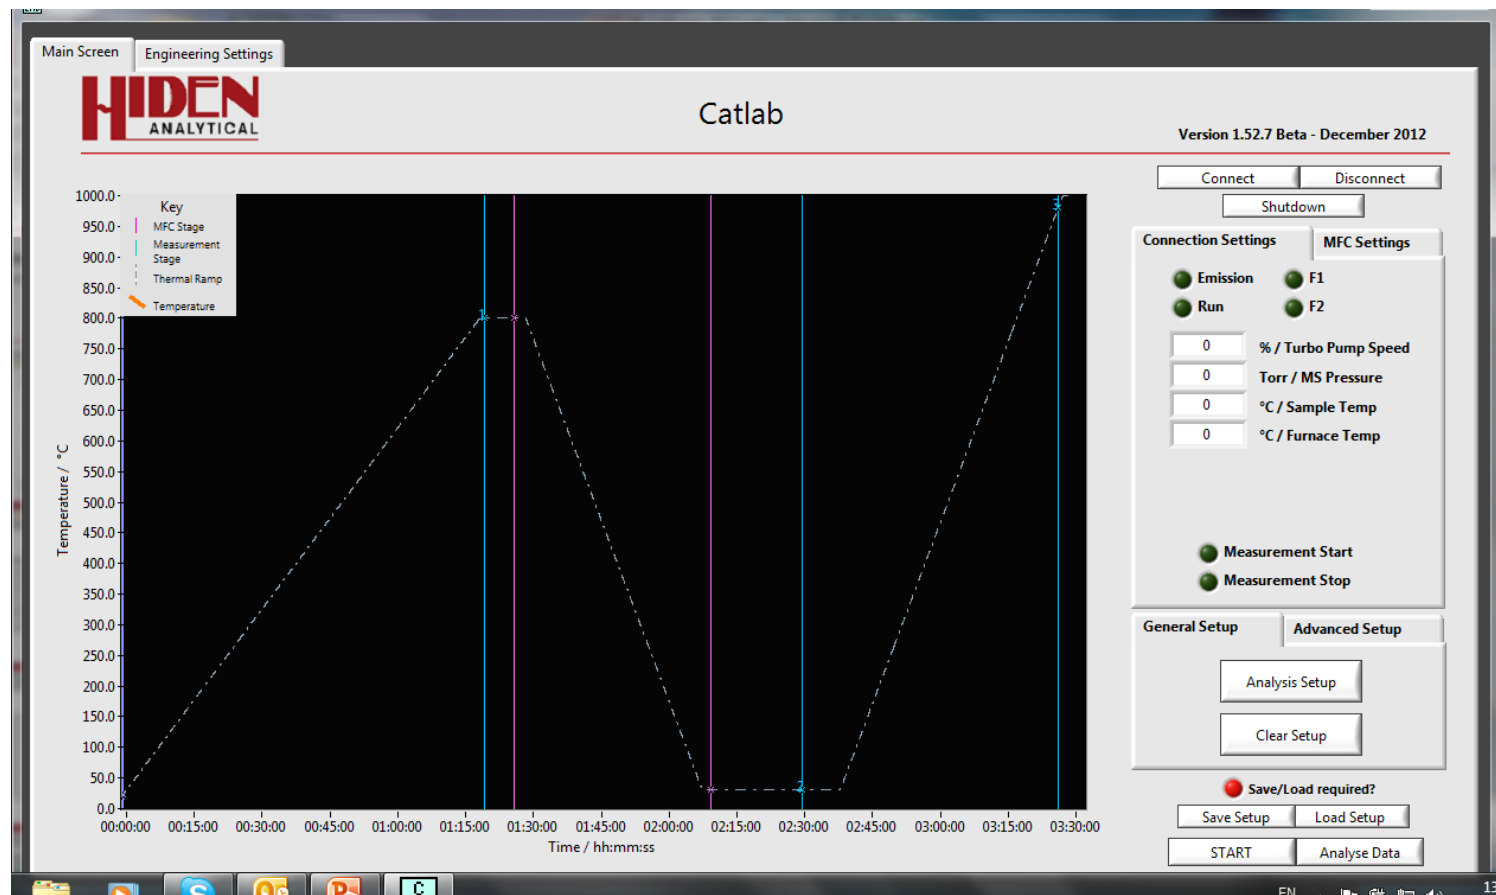 Main Screen
Engineering Settings
HIDEN
ANALYTICAL
Catlab
Version 1.52.7 Beta - December 2012
Connect
Disconnect
Shutdown
Key
MFC Stage
Measurement
Stage
Thermal Ramp
Temperature
1000.0
950.0
900.0
850.0
800.0
750.0
700.0
650.0
600.0
550.0
500.0
450.0
400.0
350.0
300.0
250.0
200.0
150.0
100.0
50.0
0.0
Temperature / °C
1
2
3
00:00:00 00:15:00 00:30:00 00:45:00 01:00:00 01:15:00 01:30:00 01:45:00 02:00:00 02:15:00 02:30:00 02:45:00 03:00:00 03:15:00 03:30:00
Time / hh:mm:ss
Connection Settings
MFC Settings
Emission
F1
Run
F2
0 % / Turbo Pump Speed
0 Torr / MS Pressure
0 °C / Sample Temp
0 °C / Furnace Temp
Measurement Start
Measurement Stop
General Setup
Advanced Setup
Analysis Setup
Clear Setup
Save/Load required?
Save Setup
Load Setup
START
Analyse Data
C
EN